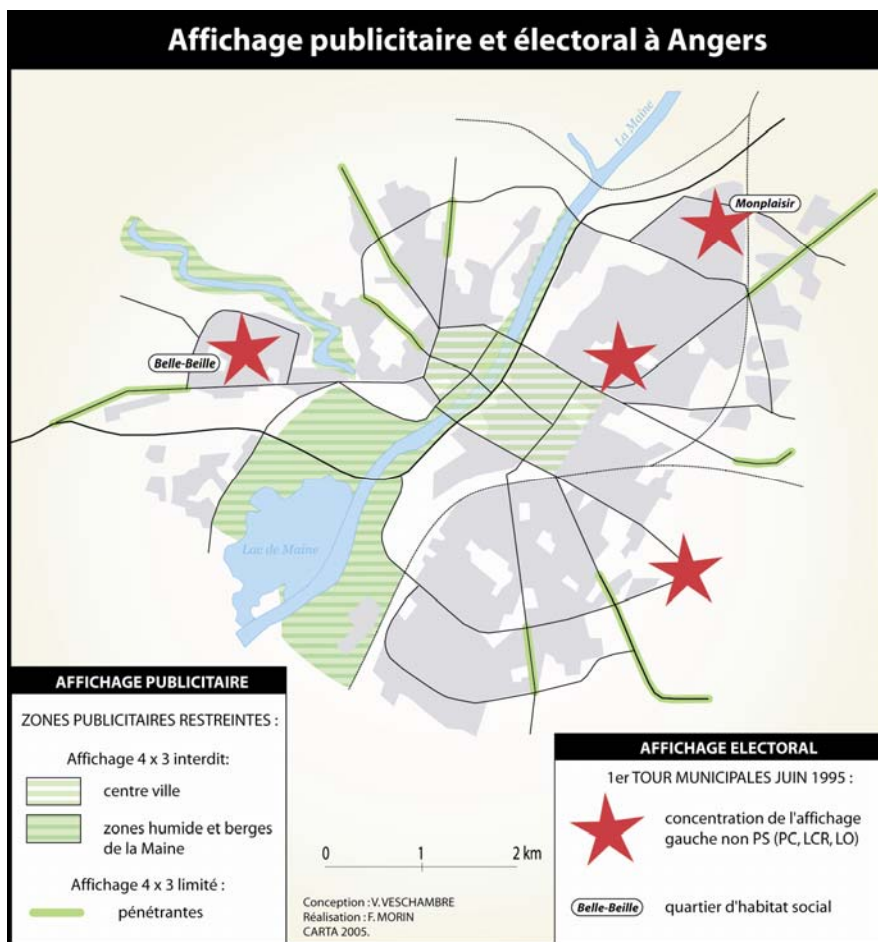 Affichage publicitaire et électoral à Angers
La Maine
Monplaisir
Belle-Beille
Lac de Maine
AFFICHAGE PUBLICITAIRE
ZONES PUBLICITAIRES RESTREINTES :
Affichage 4 x 3 interdit:
centre ville
zones humide et berges
de la Maine
Affichage 4 x 3 limité :
pénétrantes
0 1 2 km
Conception : V. VESCHAMBRE
Réalisation : F. MORIN
CARTA 2005.
AFFICHAGE ELECTORAL
1er TOUR MUNICIPALES JUIN 1995 :
concentration de l'affichage
gauche non PS (PC, LCR, LO)
Belle-Beille
quartier d'habitat social